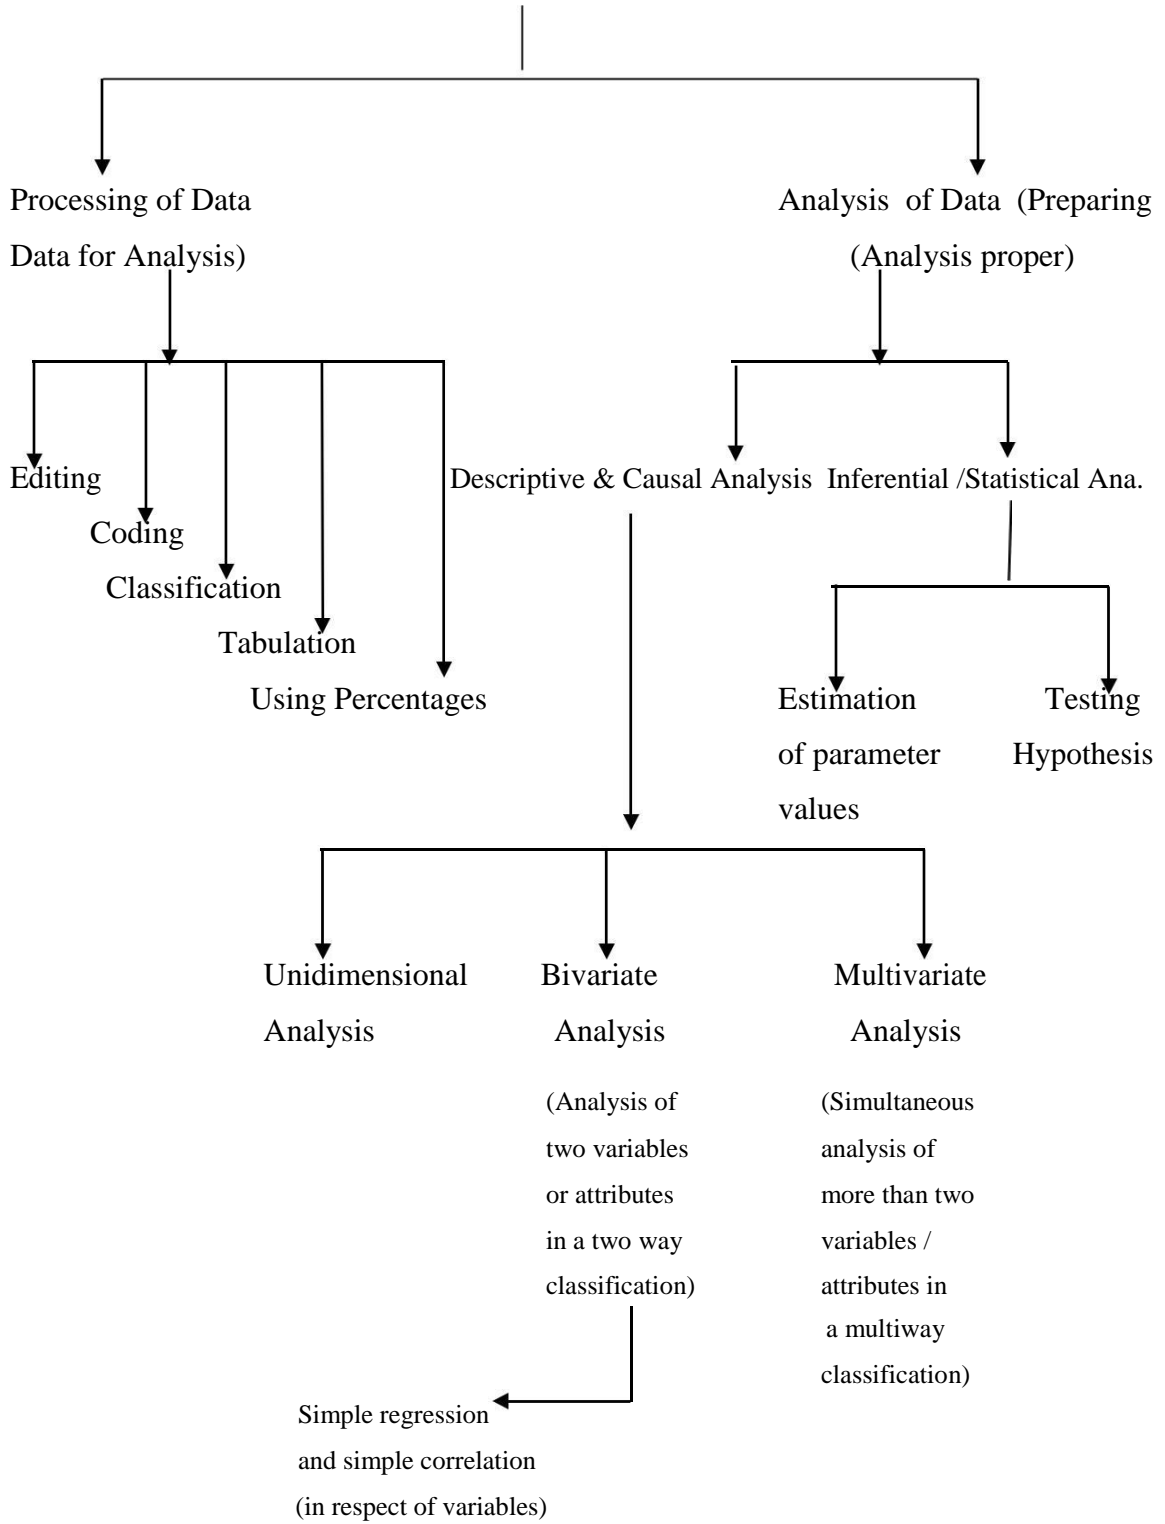 Processing of Data
Data for Analysis)
Analysis of Data (Preparing
(Analysis proper)
Editing
Coding
Classification
Tabulation
Using Percentages
Descriptive & Causal Analysis
Inferential /Statistical Ana.
Estimation
of parameter
values
Testing
Hypothesis
Unidimensional
Analysis
Bivariate
Analysis
(Analysis of
two variables
or attributes
in a two way
classification)
Multivariate
Analysis
(Simultaneous
analysis of
more than two
variables /
attributes in
a multiway
classification)
Simple regression
and simple correlation
(in respect of variables)